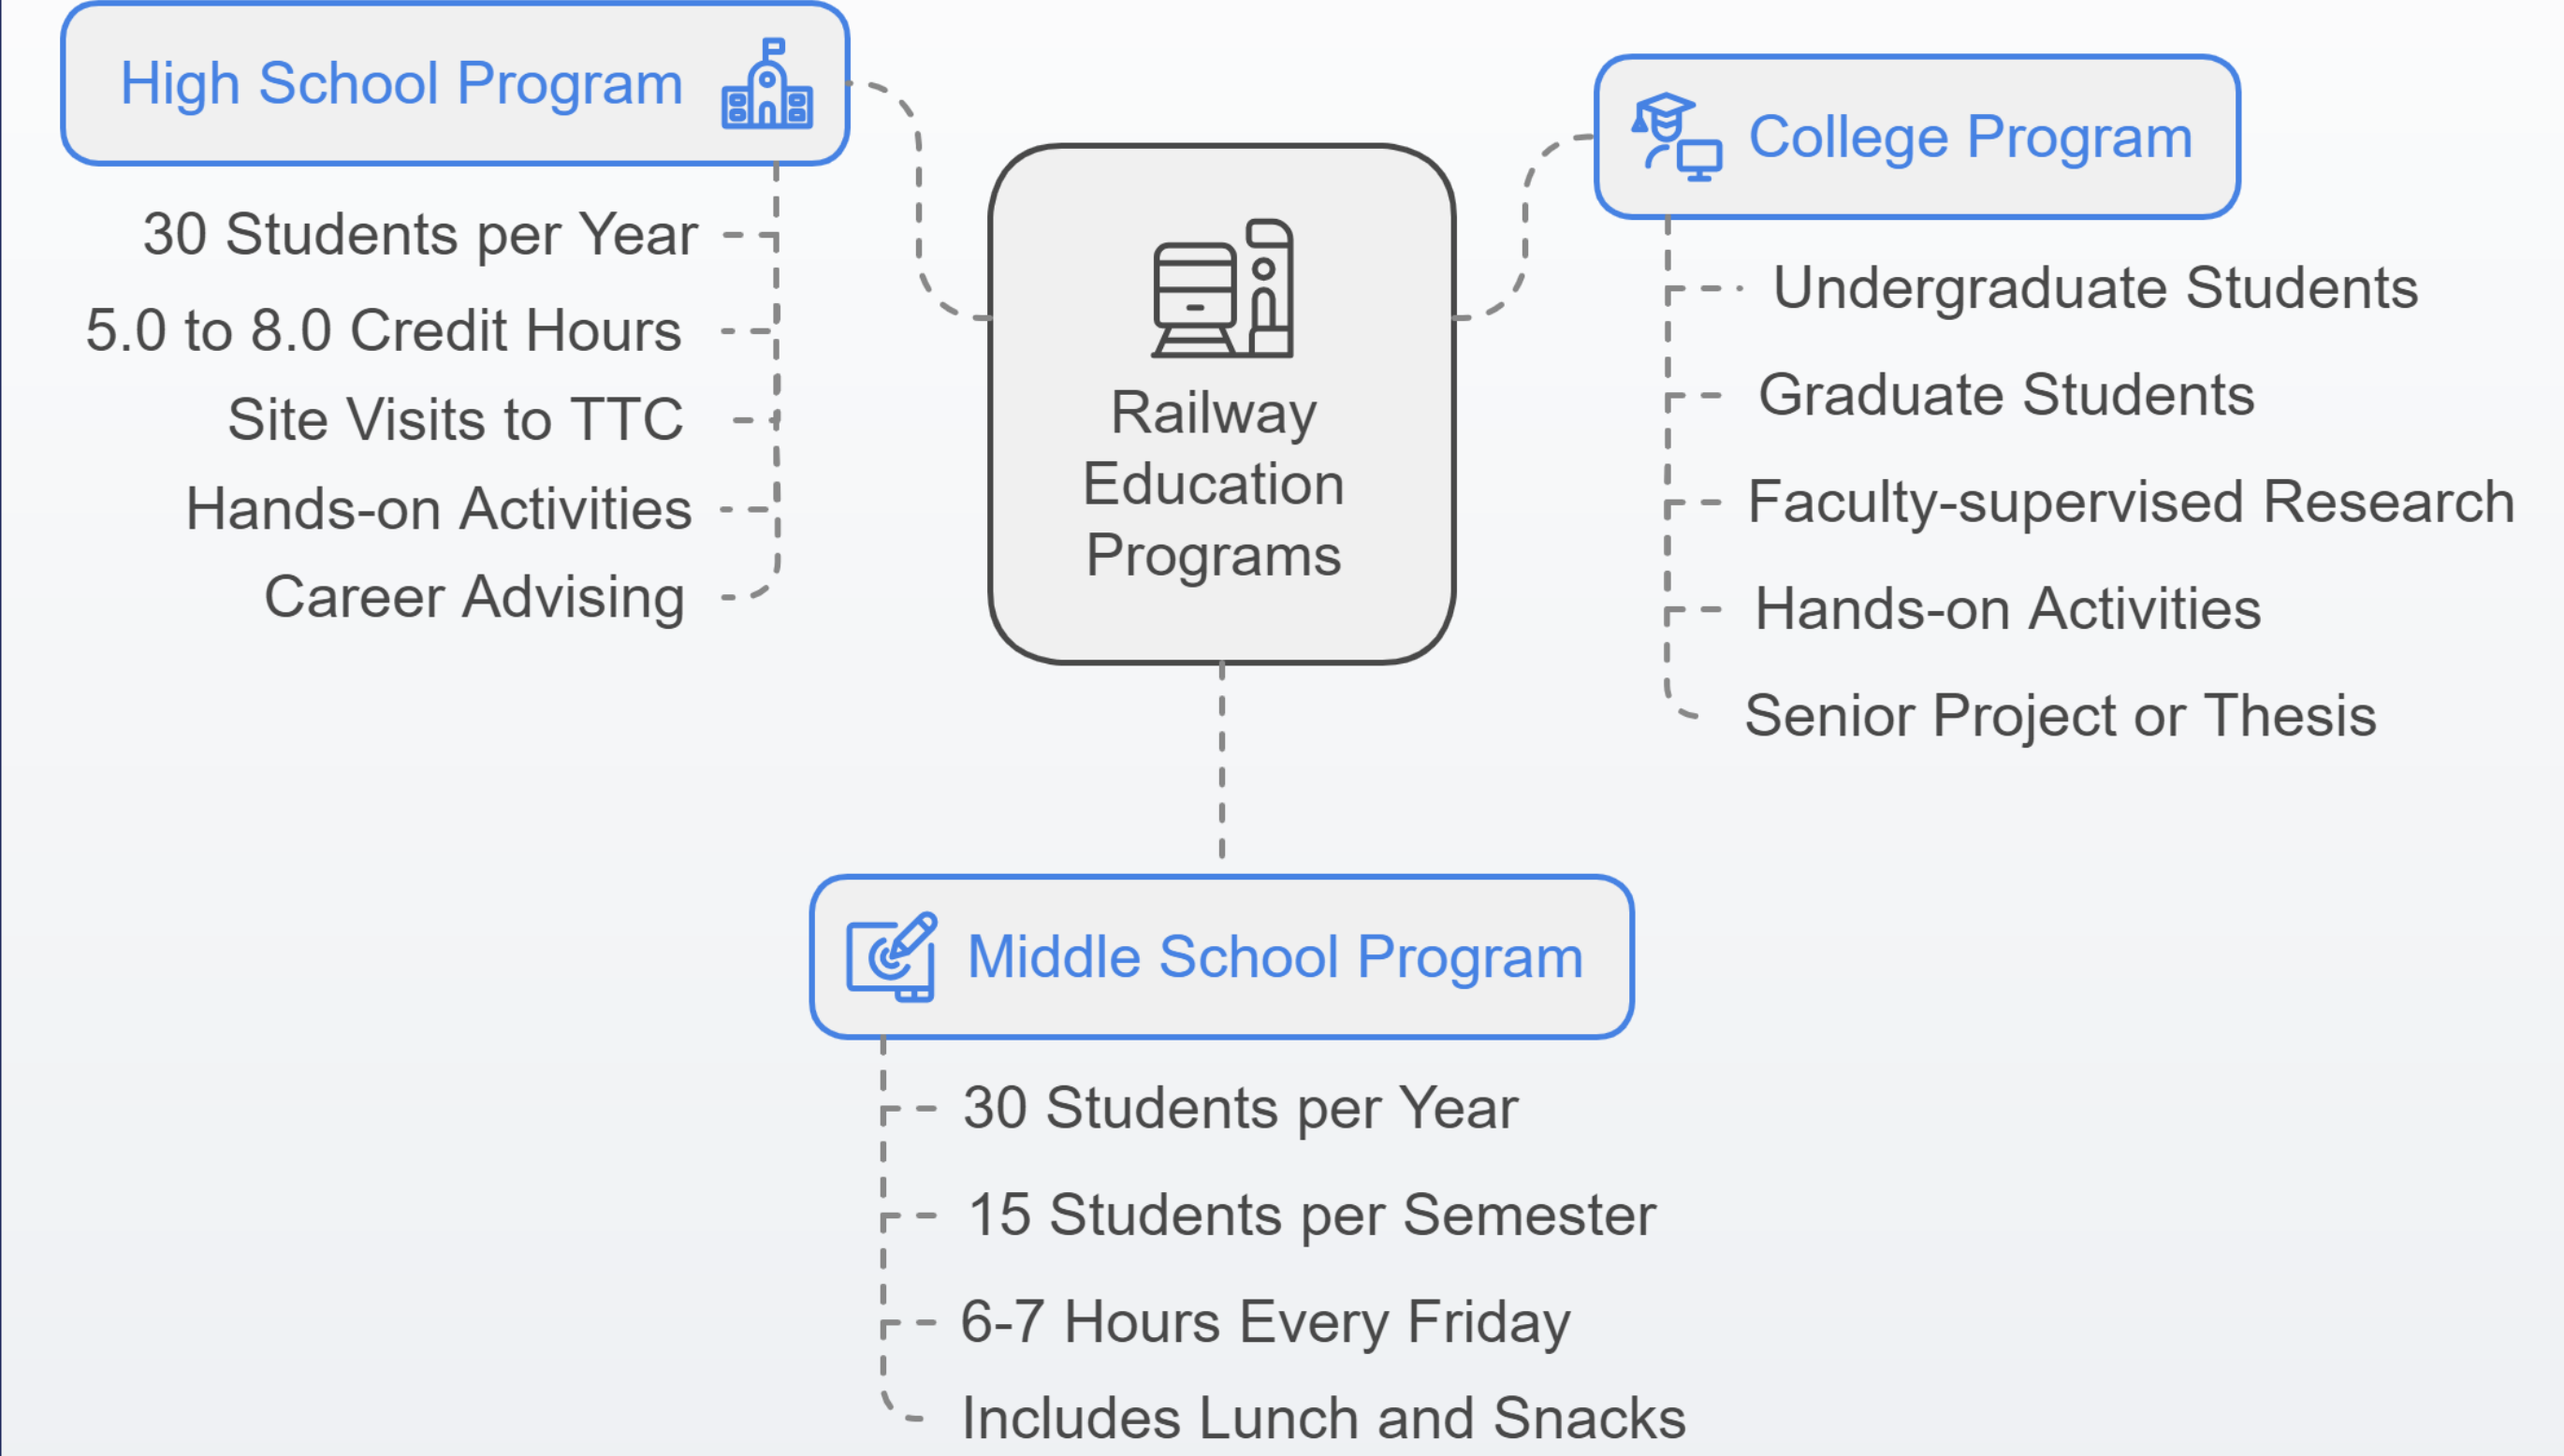 High School Program
30 Students per Year
5.0 to 8.0 Credit Hours
Site Visits to TTC
Hands-on Activities
Career Advising
Railway
Education
Programs
College Program
Undergraduate Students
Graduate Students
Faculty-supervised Research
Hands-on Activities
Senior Project or Thesis
Middle School Program
30 Students per Year
15 Students per Semester
6-7 Hours Every Friday
Includes Lunch and Snacks